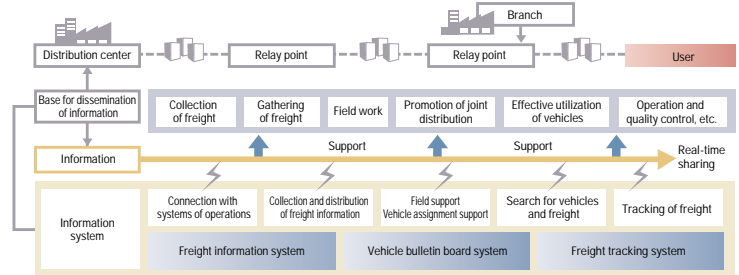 Branch
Distribution center
Relay point
Relay point
User
Base for dissemination
of information
Collection
of freight
Gathering
of freight
Field work
Promotion of joint
distribution
Effective utilization
of vehicles
Operation and
quality control, etc.
Information
Support
Support
Real-time
sharing
Information
system
Connection with
systems of operations
Collection and distribution
of freight information
Field support
Vehicle assignment support
Search for vehicles
and freight
Tracking of freight
Freight information system
Vehicle bulletin board system
Freight tracking system